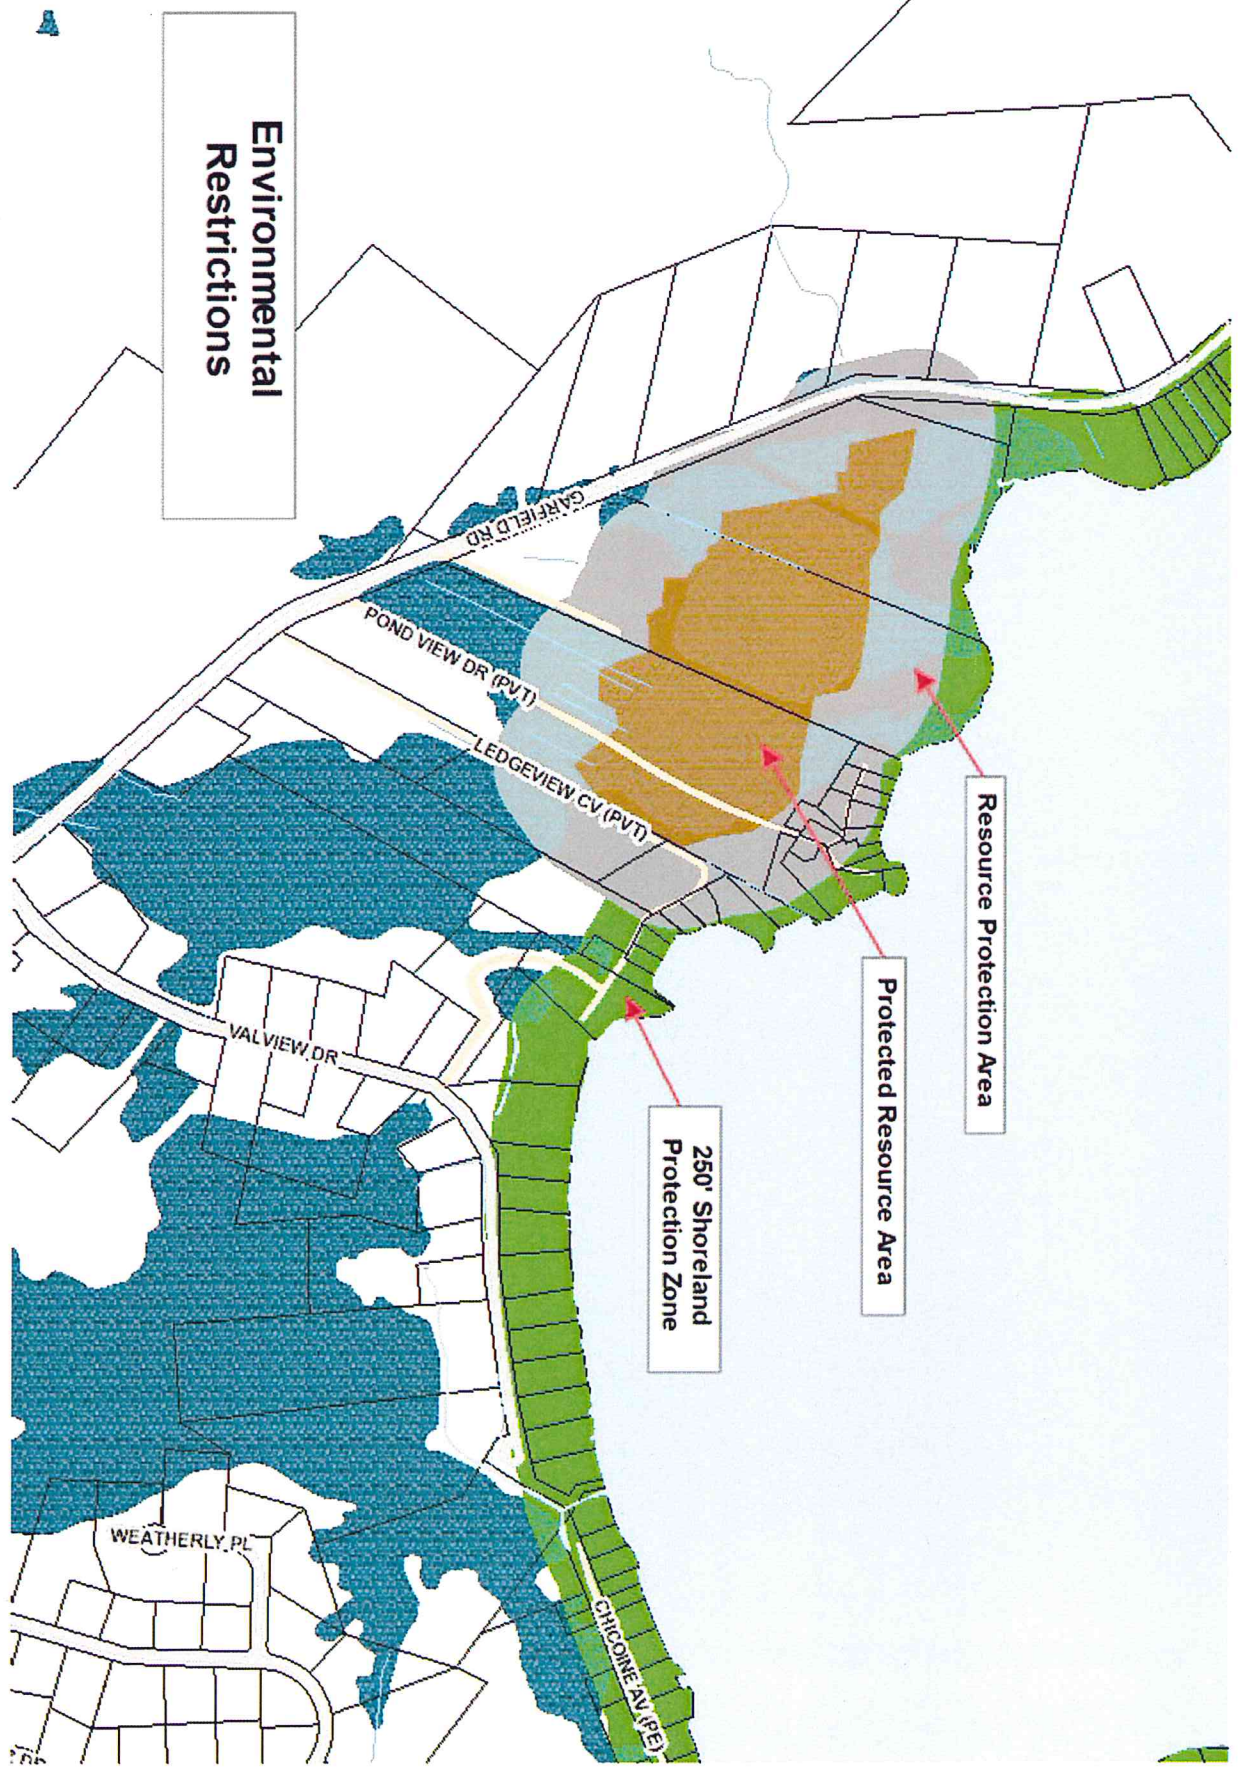 Environmental
Restrictions
Resource Protection Area
Protected Resource Area
250' Shoreland
Protection Zone
GARFIELD RD
POND VIEW DR (PVT)
LEDGEVIEW CV (PVT)
VALVIEW DR
WEATHERLY PL
CHICOINE AV (PE)